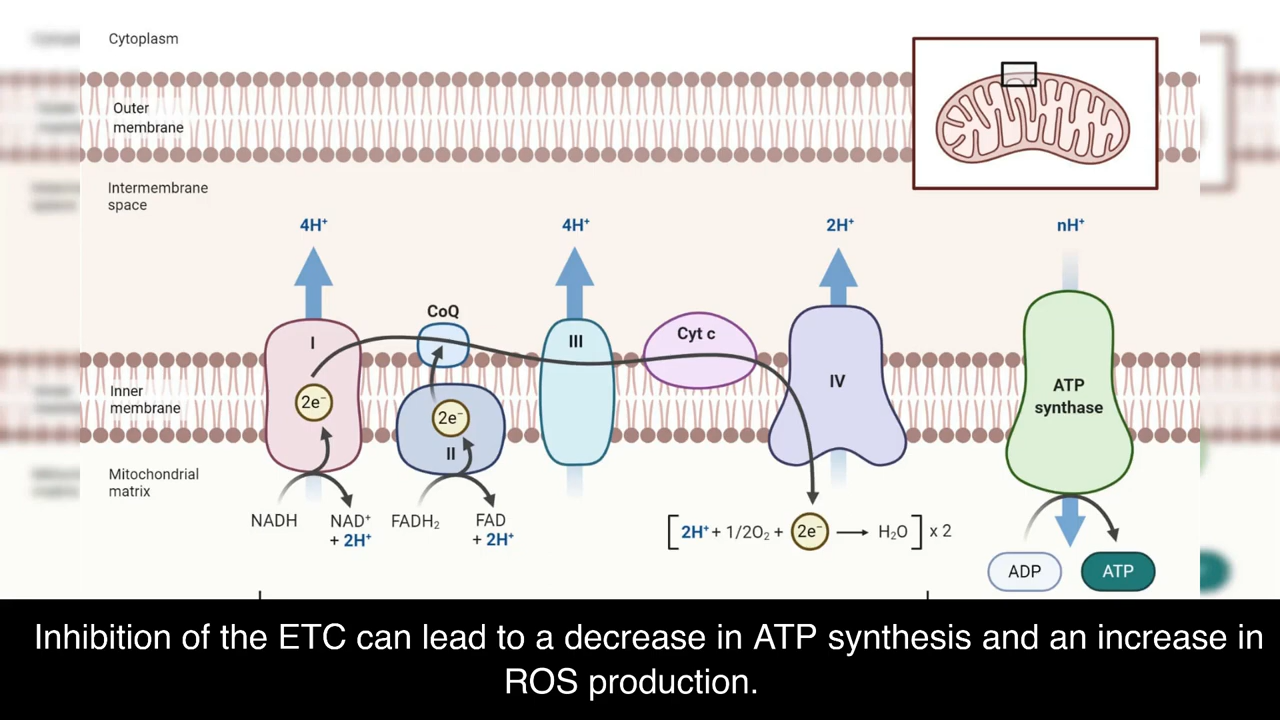 Cytoplasm
Outer
membrane
Intermembrane
space
4H⁺
4H⁺
2H⁺
nH⁺
CoQ
I
III
Cyt c
IV
ATP
synthase
Inner
membrane
2e⁻
2e⁻
II
Mitochondrial
matrix
NADH
NAD⁺
+ 2H⁺
FADH₂
FAD
+ 2H⁺
[2H⁺ + 1/2O₂ + 2e⁻ → H₂O] x 2
ADP
ATP
Inhibition of the ETC can lead to a decrease in ATP synthesis and an increase in
ROS production.